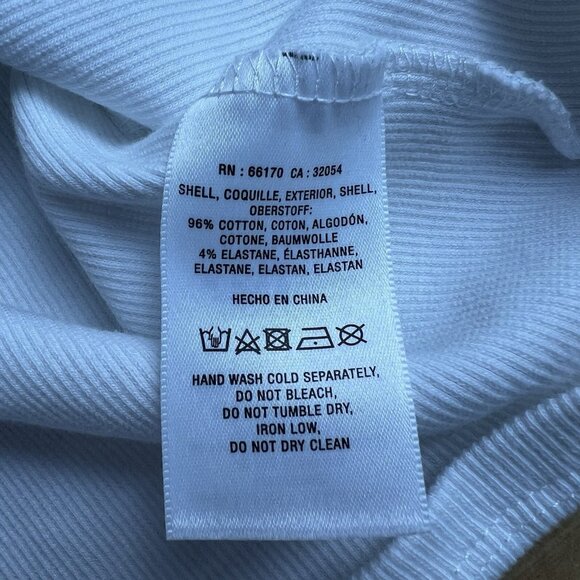 RN : 66170 CA : 32054
SHELL, COQUILLE, EXTERIOR, SHELL,
OBERSTOFF:
96% COTTON, COTON, ALGODÓN,
COTONE, BAUMWOLLE
4% ELASTANE, ÉLASTHANNE,
ELASTANE, ELASTAN, ELASTAN
HECHO EN CHINA
HAND WASH COLD SEPARATELY,
DO NOT BLEACH,
DO NOT TUMBLE DRY,
IRON LOW,
DO NOT DRY CLEAN